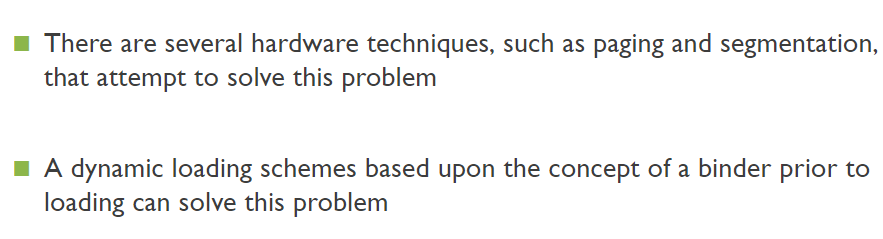 There are several hardware techniques, such as paging and segmentation,
that attempt to solve this problem
A dynamic loading schemes based upon the concept of a binder prior to
loading can solve this problem